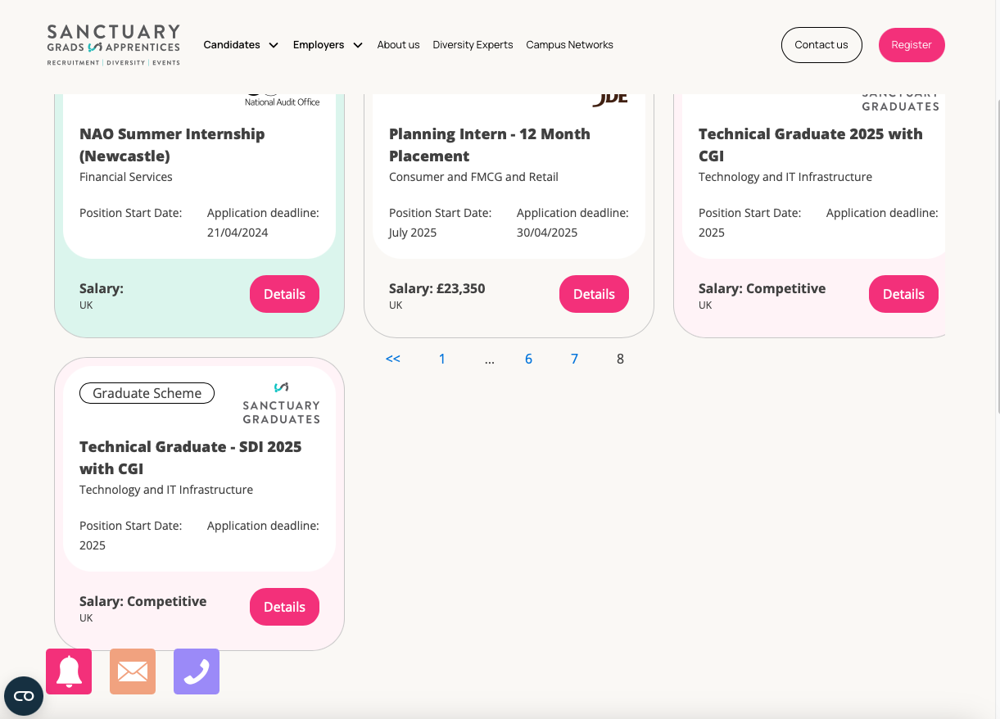 SANCTUARY
GRADS APPRENTICES
RECRUITMENT | DIVERSITY | EVENTS
Candidates
Employers
About us
Diversity Experts
Campus Networks
Contact us
Register
National Audit Office
NAO Summer Internship
(Newcastle)
Financial Services
Position Start Date:
Application deadline:
21/04/2024
Salary:
UK
Details
JDE
Planning Intern - 12 Month
Placement
Consumer and FMCG and Retail
Position Start Date:
July 2025
Application deadline:
30/04/2025
Salary: £23,350
UK
Details
SANCTUARY
GRADUATES
Technical Graduate 2025 with
CGI
Technology and IT Infrastructure
Position Start Date:
2025
Application deadline:
Salary: Competitive
UK
Details
<< 1 ... 6 7 8
Graduate Scheme
SANCTUARY
GRADUATES
Technical Graduate - SDI 2025
with CGI
Technology and IT Infrastructure
Position Start Date:
2025
Application deadline:
Salary: Competitive
UK
Details